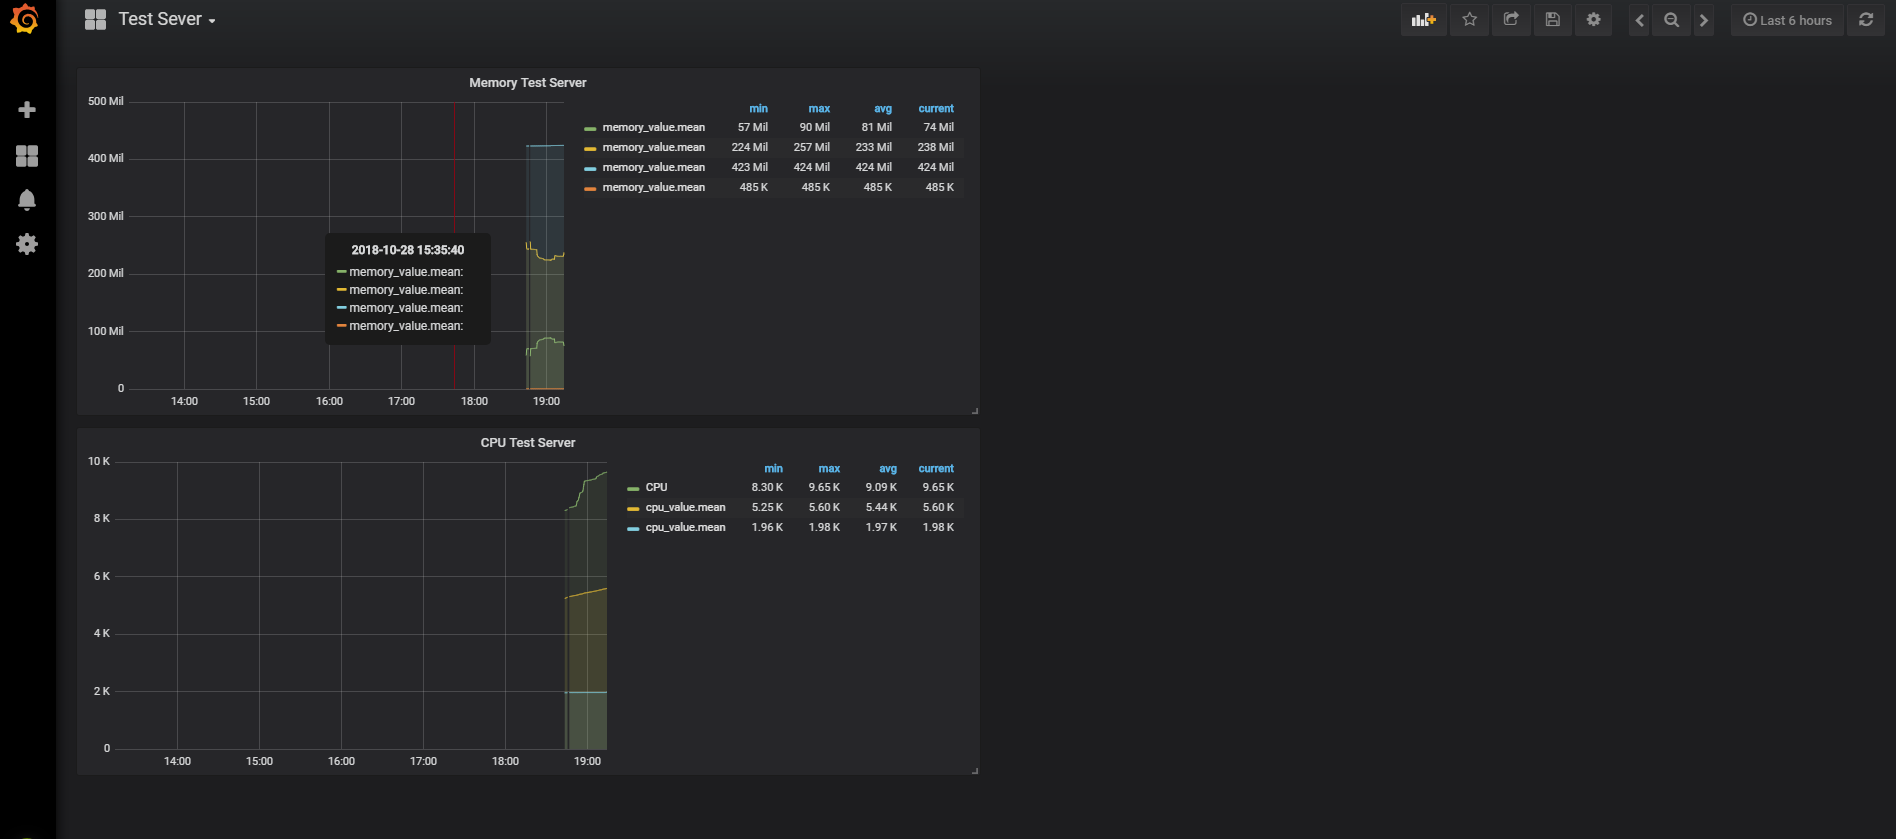 Test Sever
Last 6 hours
Memory Test Server
500 Mil
400 Mil
300 Mil
200 Mil
100 Mil
0
14:00 15:00 16:00 17:00 18:00 19:00
2018-10-28 15:35:40
memory_value.mean:
memory_value.mean:
memory_value.mean:
memory_value.mean:
min max avg current
memory_value.mean 57 Mil 90 Mil 81 Mil 74 Mil
memory_value.mean 224 Mil 257 Mil 233 Mil 238 Mil
memory_value.mean 423 Mil 424 Mil 424 Mil 424 Mil
memory_value.mean 485 K 485 K 485 K 485 K
CPU Test Server
10 K
8 K
6 K
4 K
2 K
0
14:00 15:00 16:00 17:00 18:00 19:00
min max avg current
CPU 8.30 K 9.65 K 9.09 K 9.65 K
cpu_value.mean 5.25 K 5.60 K 5.44 K 5.60 K
cpu_value.mean 1.96 K 1.98 K 1.97 K 1.98 K